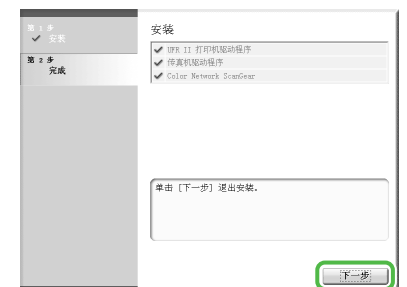 第 1 步
安装
第 2 步
完成
安装
UFR II 打印机驱动程序
传真机驱动程序
Color Network ScanGear
单击 [下一步] 退出安装。
下一步